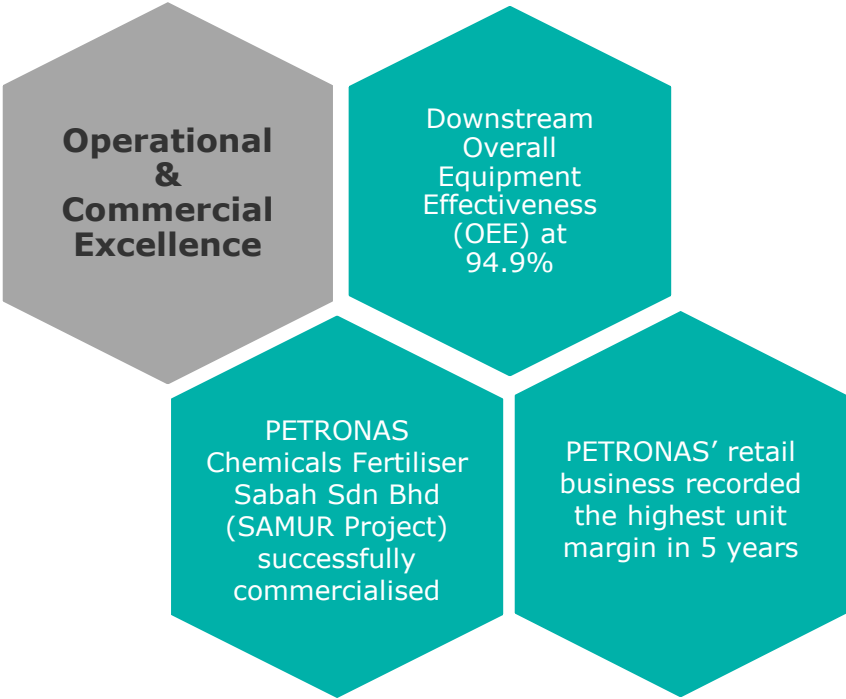 Operational
&
Commercial
Excellence
Downstream
Overall
Equipment
Effectiveness
(OEE) at
94.9%
PETRONAS
Chemicals Fertiliser
Sabah Sdn Bhd
(SAMUR Project)
successfully
commercialised
PETRONAS’ retail
business recorded
the highest unit
margin in 5 years